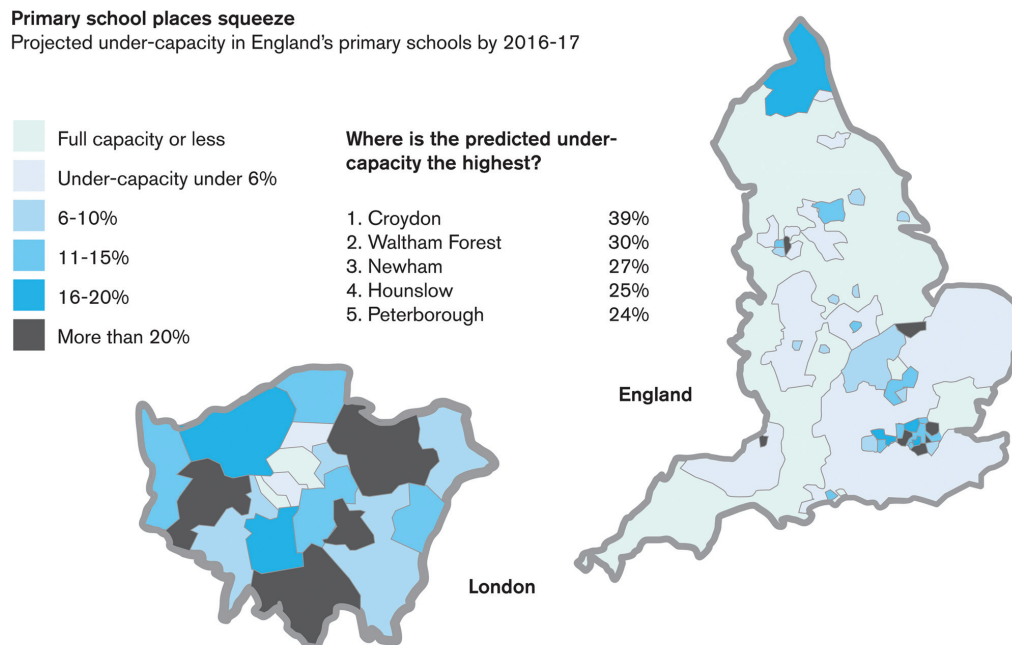 Primary school places squeeze
Projected under-capacity in England's primary schools by 2016-17
Full capacity or less
Under-capacity under 6%
6-10%
11-15%
16-20%
More than 20%
Where is the predicted under-
capacity the highest?
1. Croydon 39%
2. Waltham Forest 30%
3. Newham 27%
4. Hounslow 25%
5. Peterborough 24%
England
London